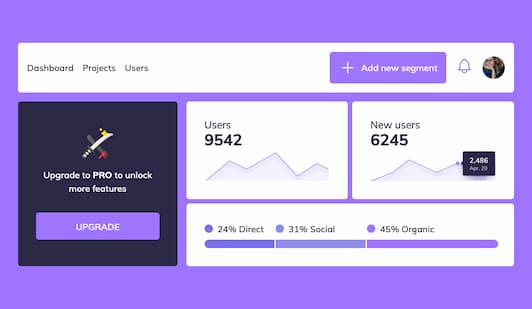 Dashboard Projects Users
Add new segment
Upgrade to PRO to unlock
more features
UPGRADE
Users
9542
New users
6245
2,486
Apr, 20
24% Direct
31% Social
45% Organic